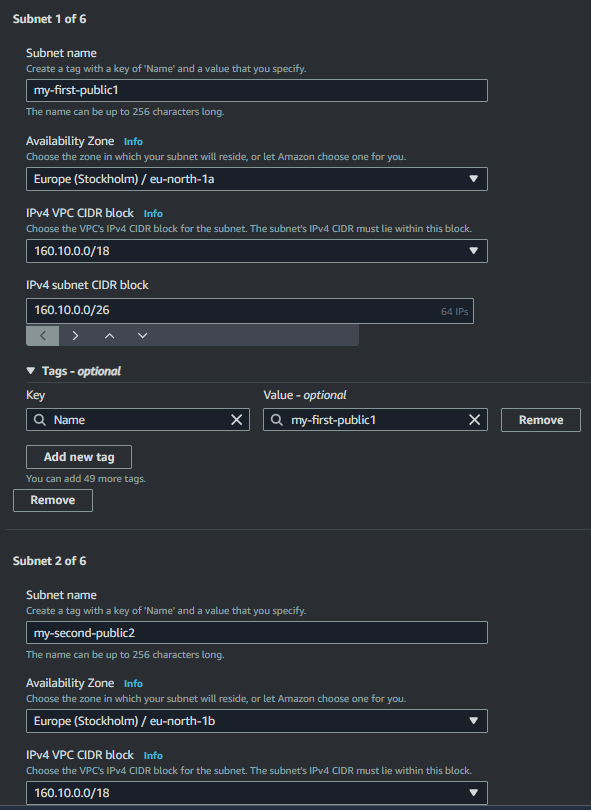 Subnet 1 of 6
Subnet name
Create a tag with a key of 'Name' and a value that you specify.
my-first-public1
The name can be up to 256 characters long.
Availability Zone Info
Choose the zone in which your subnet will reside, or let Amazon choose one for you.
Europe (Stockholm) / eu-north-1a
IPv4 VPC CIDR block Info
Choose the VPC's IPv4 CIDR block for the subnet. The subnet's IPv4 CIDR must lie within this block.
160.10.0.0/18
IPv4 subnet CIDR block
160.10.0.0/26 64 IPs
Tags - optional
Key Value - optional
Name my-first-public1 Remove
Add new tag
You can add 49 more tags.
Remove
Subnet 2 of 6
Subnet name
Create a tag with a key of 'Name' and a value that you specify.
my-second-public2
The name can be up to 256 characters long.
Availability Zone Info
Choose the zone in which your subnet will reside, or let Amazon choose one for you.
Europe (Stockholm) / eu-north-1b
IPv4 VPC CIDR block Info
Choose the VPC's IPv4 CIDR block for the subnet. The subnet's IPv4 CIDR must lie within this block.
160.10.0.0/18